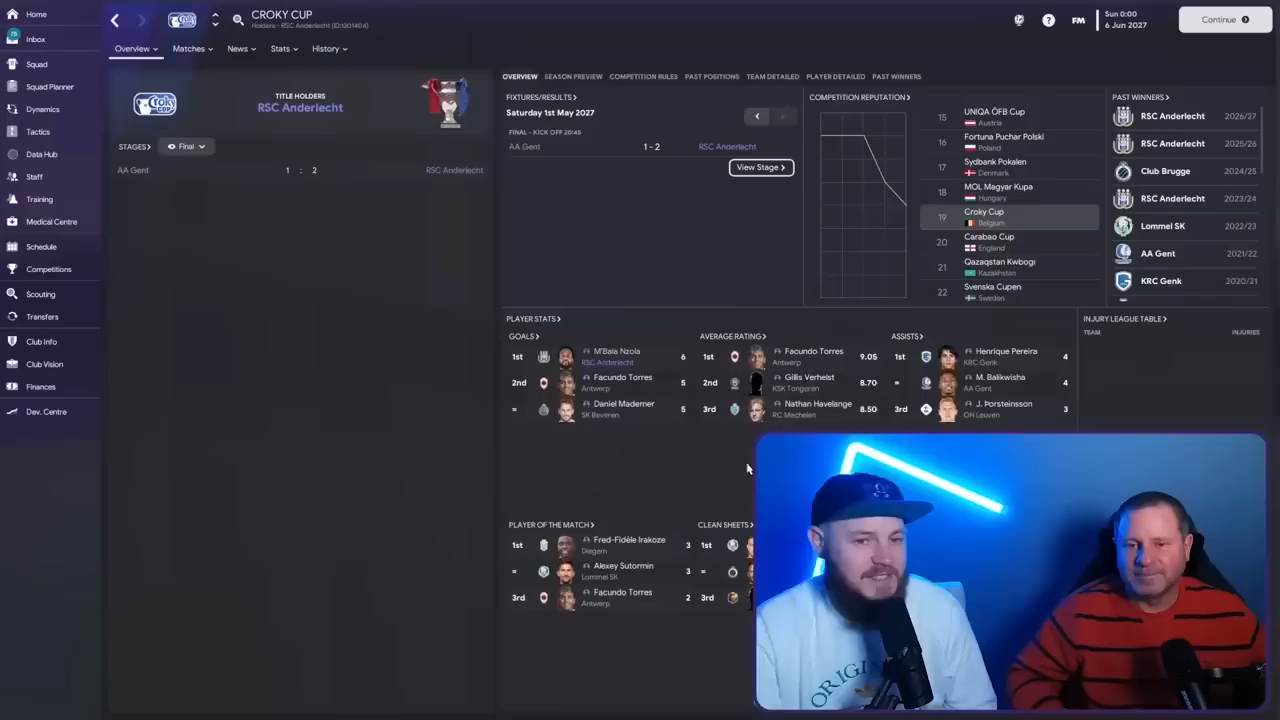 Home
75
Inbox
Squad
Squad Planner
Dynamics
Tactics
Data Hub
Staff
Training
Medical Centre
Schedule
Competitions
Scouting
Transfers
Club Info
Club Vision
Finances
Dev. Centre
CROKY CUP
Holders - RSC Anderlecht (ID:1301404)
FM
Sun 0:00
6 Jun 2027
Continue
Overview
Matches
News
Stats
History
Croky
CUP
TITLE HOLDERS
RSC Anderlecht
STAGES
Final
AA Gent 1 : 2 RSC Anderlecht
OVERVIEW SEASON PREVIEW COMPETITION RULES PAST POSITIONS TEAM DETAILED PLAYER DETAILED PAST WINNERS
FIXTURES/RESULTS
Saturday 1st May 2027
FINAL - KICK OFF 20:45
AA Gent 1 - 2 RSC Anderlecht
View Stage
COMPETITION REPUTATION
15 UNIQA ÖFB Cup
Austria
16 Fortuna Puchar Polski
Poland
17 Sydbank Pokalen
Denmark
18 MOL Magyar Kupa
Hungary
19 Croky Cup
Belgium
20 Carabao Cup
England
21 Qazaqstan Kwbogı
Kazakhstan
22 Svenska Cupen
Sweden
PAST WINNERS
RSC Anderlecht 2026/27
RSC Anderlecht 2025/26
Club Brugge 2024/25
RSC Anderlecht 2023/24
Lommel SK 2022/23
AA Gent 2021/22
KRC Genk 2020/21
PLAYER STATS
GOALS
1st M'Bala Nzola 6
RSC Anderlecht
2nd Facundo Torres 5
Antwerp
= Daniel Maderner 5
SK Beveren
AVERAGE RATING
1st Facundo Torres 9.05
Antwerp
2nd Gillis Verhelst 8.70
KSK Tongeren
3rd Nathan Havelange 8.50
RC Mechelen
ASSISTS
1st Henrique Pereira 4
KRC Genk
= M. Balikwisha 4
AA Gent
3rd J. Þorsteinsson 3
OH Leuven
INJURY LEAGUE TABLE
TEAM INJURIES
PLAYER OF THE MATCH
1st Fred-Fidèle Irakoze 3
Diegem
= Alexey Sutormin 3
Lommel SK
3rd Facundo Torres 2
Antwerp
CLEAN SHEETS
1st
=
3rd
ORIGIN